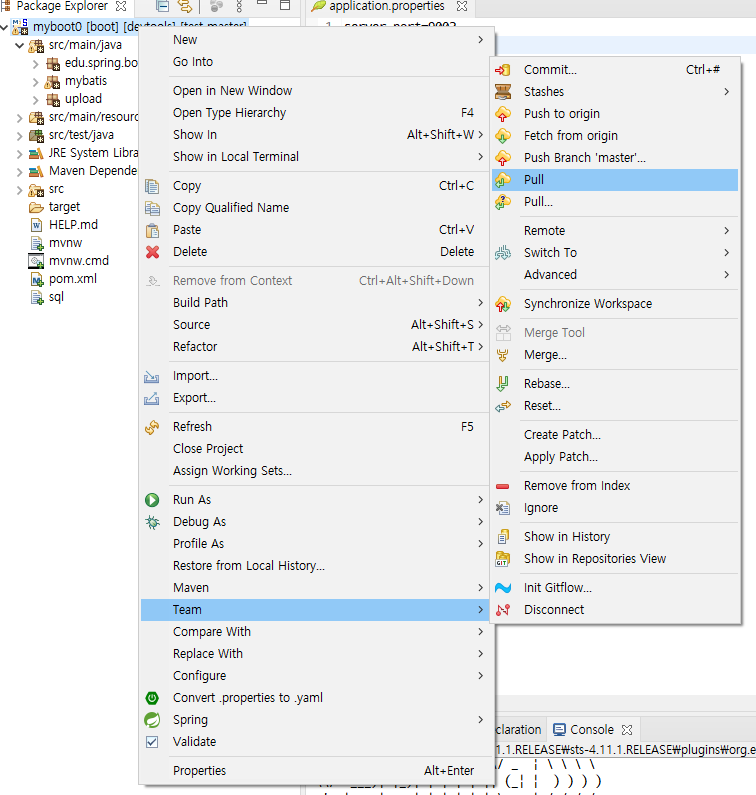 Package Explorer
application.properties
myboot0 [boot] [devtools] [test master]
src/main/java
edu.spring.bo
mybatis
upload
src/main/resourc
src/test/java
JRE System Libra
Maven Depende
src
target
HELP.md
mvnw
mvnw.cmd
pom.xml
sql
1 server.port=9002
New
Go Into
Open in New Window
Open Type Hierarchy F4
Show In Alt+Shift+W
Show in Local Terminal
Copy Ctrl+C
Copy Qualified Name
Paste Ctrl+V
Delete Delete
Remove from Context Ctrl+Alt+Shift+Down
Build Path
Source Alt+Shift+S
Refactor Alt+Shift+T
Import...
Export...
Refresh F5
Close Project
Assign Working Sets...
Run As
Debug As
Profile As
Restore from Local History...
Maven
Team
Compare With
Replace With
Configure
Convert .properties to .yaml
Spring
Validate
Properties Alt+Enter
Commit... Ctrl+#
Stashes
Push to origin
Fetch from origin
Push Branch 'master'...
Pull
Pull...
Remote
Switch To
Advanced
Synchronize Workspace
Merge Tool
Merge...
Rebase...
Reset...
Create Patch...
Apply Patch...
Remove from Index
Ignore
Show in History
Show in Repositories View
Init Gitflow...
Disconnect
claration
Console
1.1.RELEASE₩sts-4.11.1.RELEASE₩plugins₩org.e